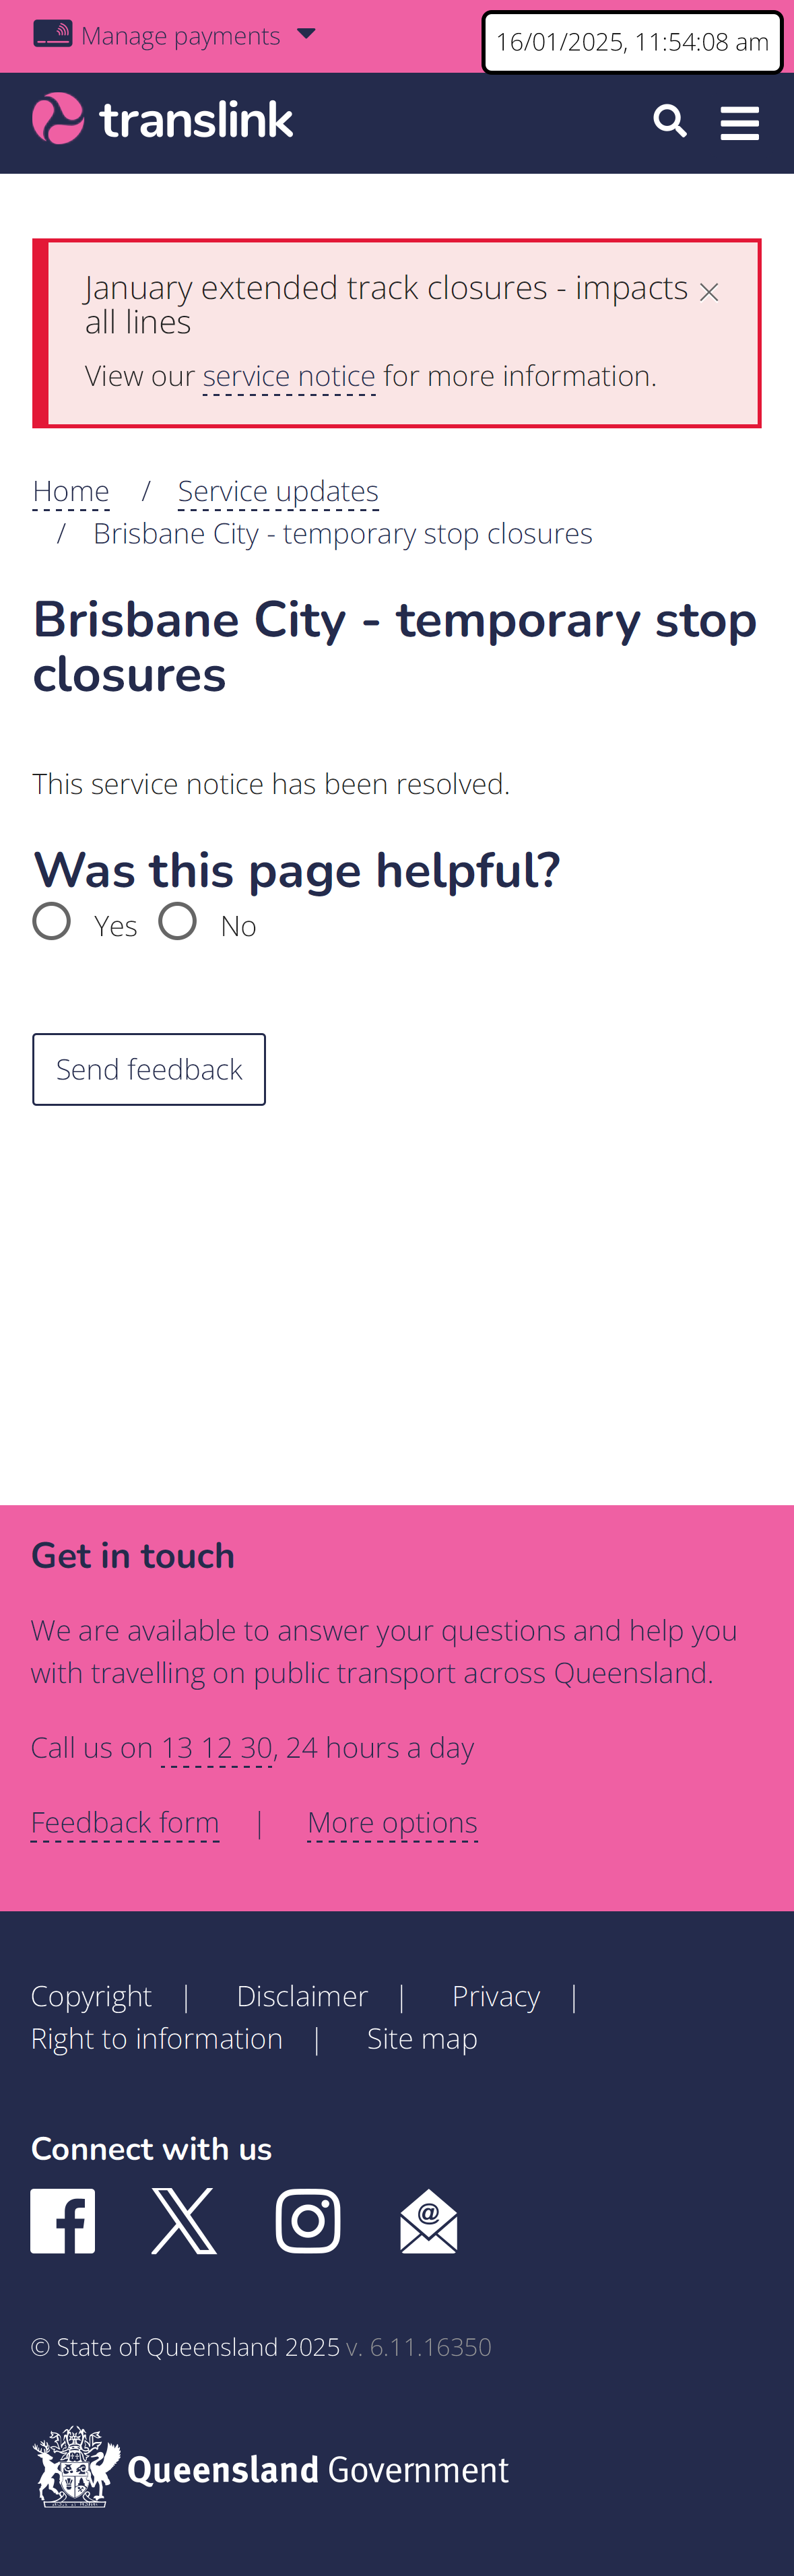 Manage payments
16/01/2025, 11:54:08 am
translink
January extended track closures - impacts
all lines
View our service notice for more information.
Home / Service updates
/ Brisbane City - temporary stop closures
Brisbane City - temporary stop
closures
This service notice has been resolved.
Was this page helpful?
Yes No
Send feedback
Get in touch
We are available to answer your questions and help you
with travelling on public transport across Queensland.
Call us on 13 12 30, 24 hours a day
Feedback form | More options
Copyright | Disclaimer | Privacy |
Right to information | Site map
Connect with us
© State of Queensland 2025 v. 6.11.16350
Queensland Government